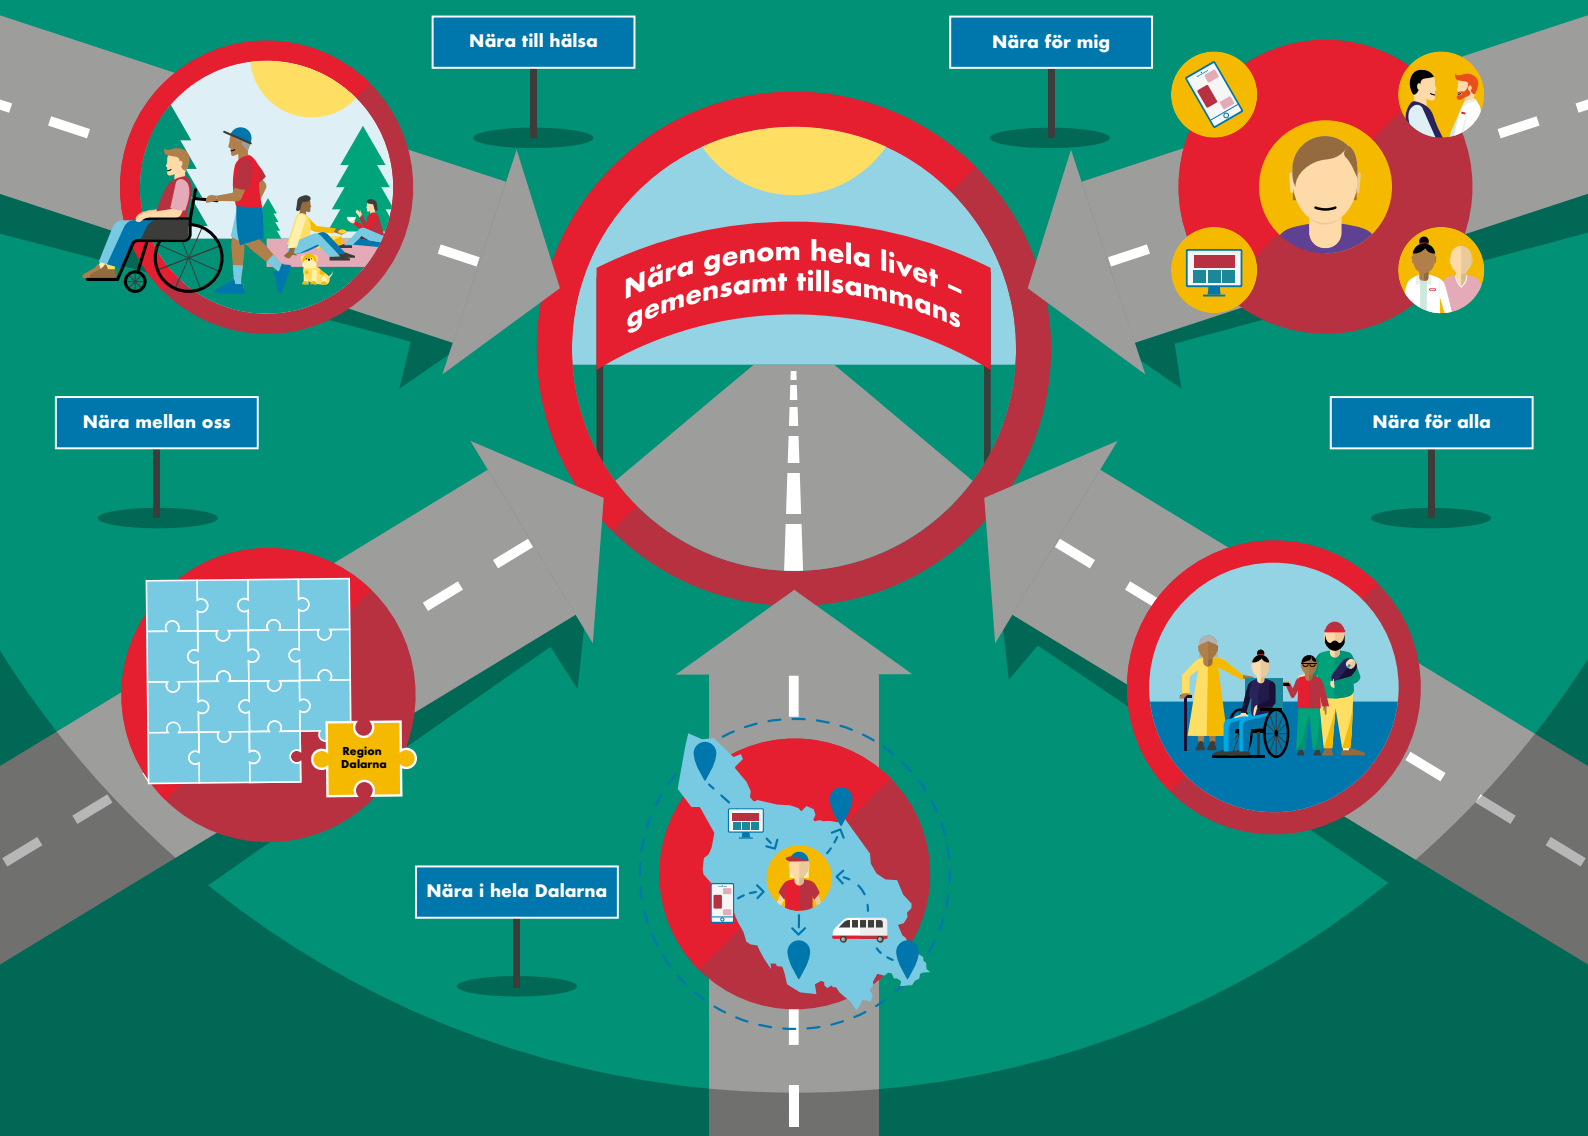 Nära till hälsa
Nära för mig
Nära genom hela livet –
gemensamt tillsammans
Nära mellan oss
Nära för alla
Region
Dalarna
Nära i hela Dalarna